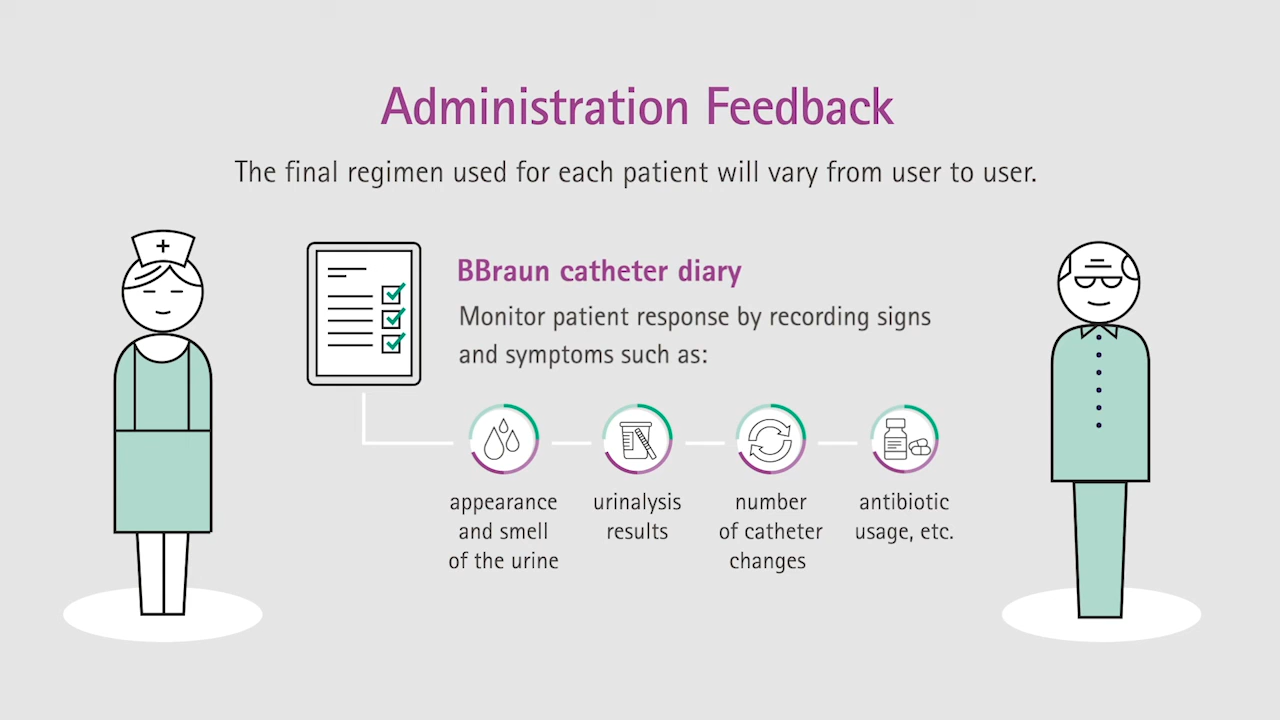 Administration Feedback
The final regimen used for each patient will vary from user to user.
BBraun catheter diary
Monitor patient response by recording signs
and symptoms such as:
appearance
and smell
of the urine
urinalysis
results
number
of catheter
changes
antibiotic
usage, etc.